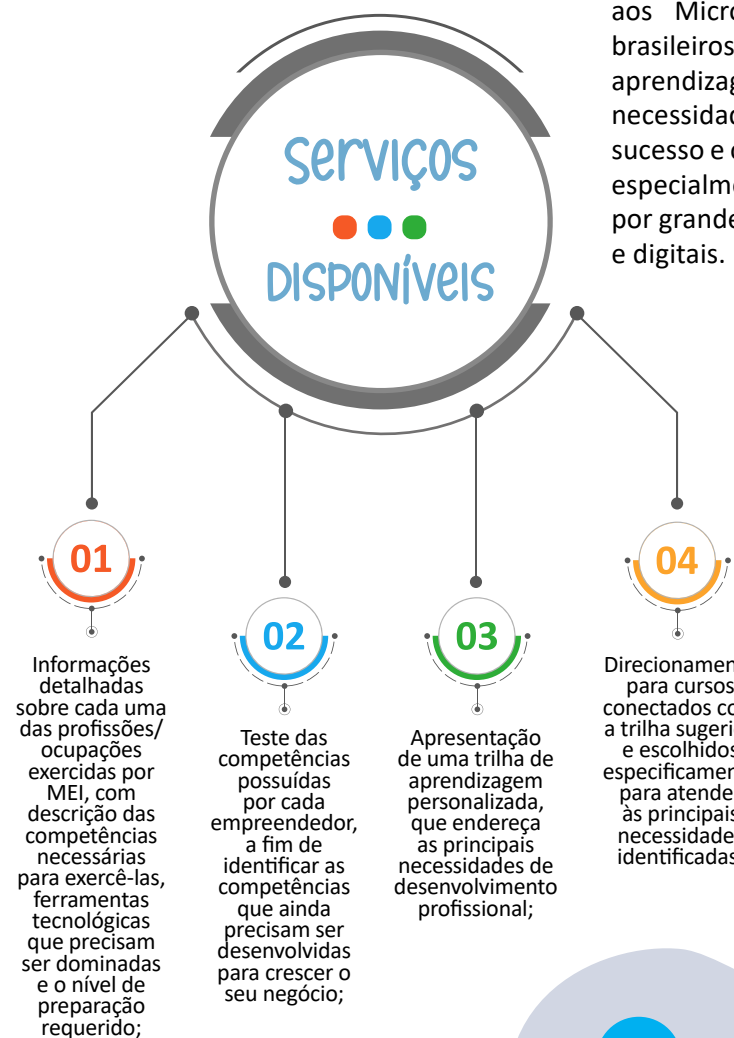 aos Micro
brasileiros
aprendizag
necessidad
sucesso e
especialme
por grande
e digitais.
Serviços
Disponíveis
01
Informações
detalhadas
sobre cada uma
das profissões/
ocupações
exercidas por
MEI, com
descrição das
competências
necessárias
para exercê-las,
ferramentas
tecnológicas
que precisam
ser dominadas
e o nível de
preparação
requerido;
02
Teste das
competências
possuídas
por cada
empreendedor,
a fim de
identificar as
competências
que ainda
precisam ser
desenvolvidas
para crescer o
seu negócio;
03
Apresentação
de uma trilha de
aprendizagem
personalizada,
que endereça
as principais
necessidades de
desenvolvimento
profissional;
04
Direcionamen
para cursos
conectados co
a trilha sugeri
e escolhidos
especificamen
para atende
às principais
necessidade
identificadas